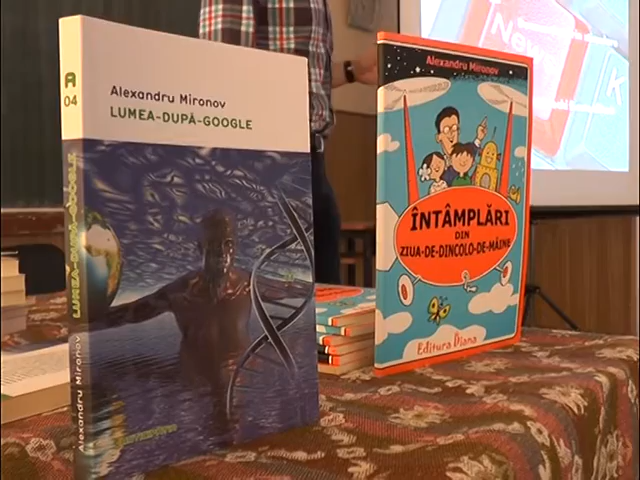 A
04
Alexandru Mironov
LUMEA-DUPĂ-GOOGLE
LUMEA-DUPĂ-GOOGLE
Alexandru Mironov
Alexandru Mironov
ÎNTÂMPLĂRI
DIN
ZIUA-DE-DINCOLO-DE-MÂINE
Editura Diana
New
K